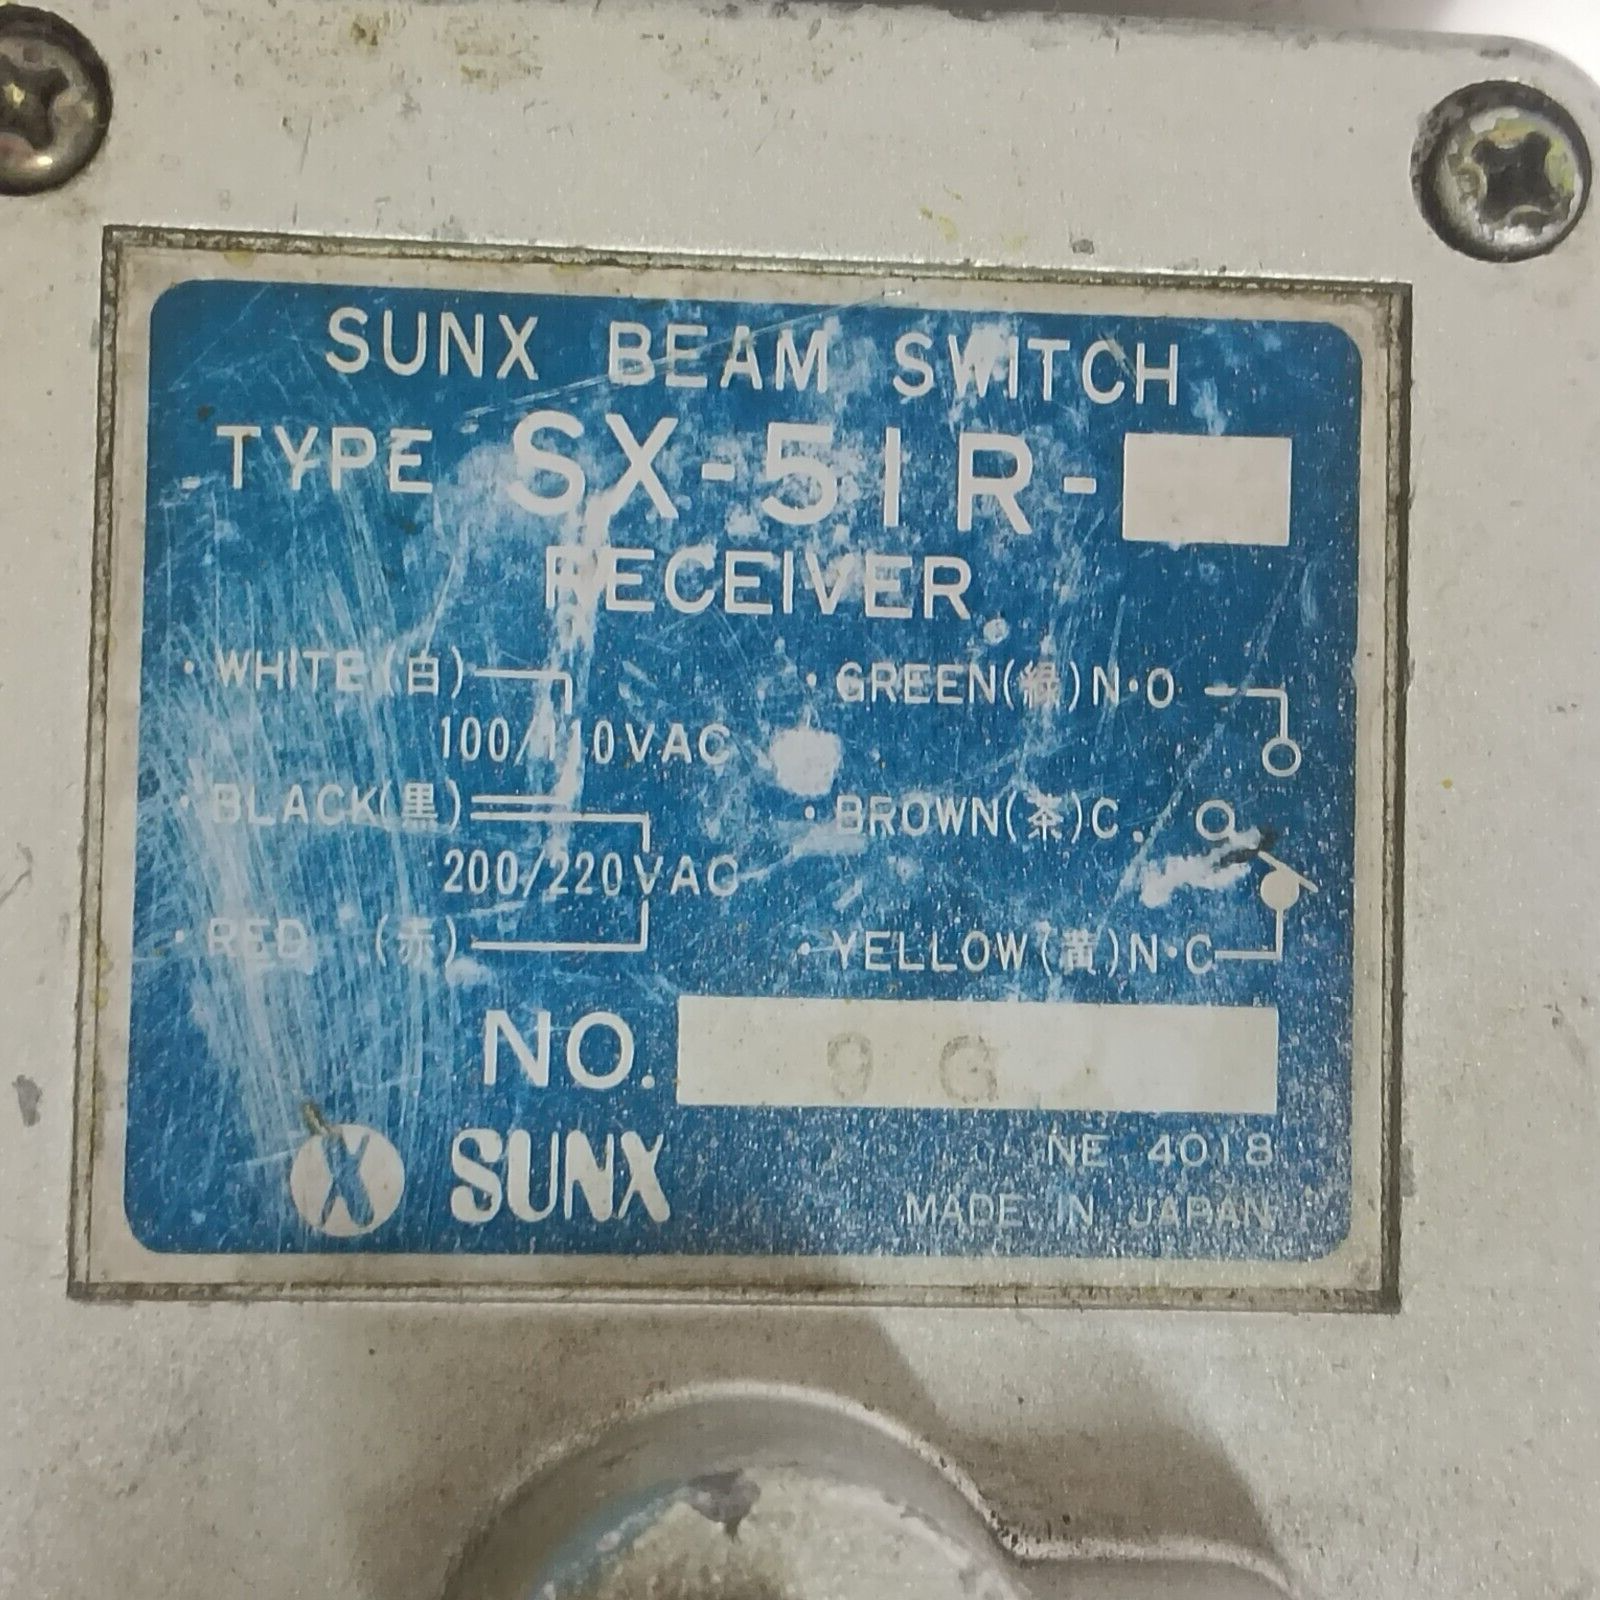 SUNX BEAM SWITCH
TYPE SX-51R-
RECEIVER
・WHITE(白)
100/110VAC
・BLACK(黒)
200/220VAC
・RED (赤)
・GREEN(緑)N・O
・BROWN(茶)C.
・YELLOW(黄)N・C
NO. 9 G
X SUNX
NE 4018
MADE IN JAPAN